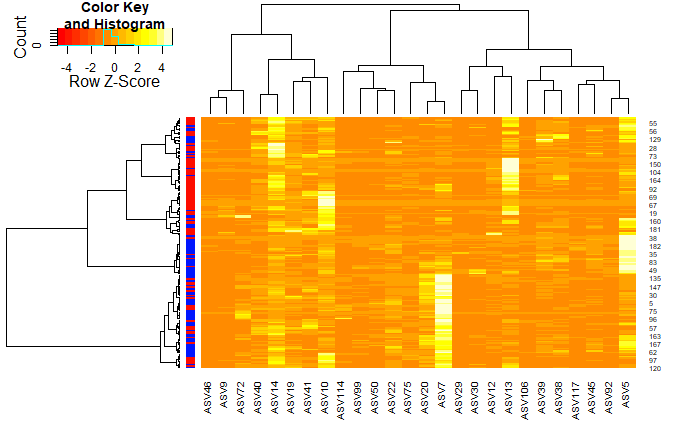 Color Key
and Histogram
Count
0
-4 -2 0 2 4
Row Z-Score
55
56
129
28
73
150
104
164
92
69
67
19
160
181
38
182
35
83
49
135
147
30
5
75
96
57
163
167
62
97
120
ASV46
ASV9
ASV72
ASV40
ASV14
ASV19
ASV41
ASV10
ASV114
ASV99
ASV50
ASV22
ASV75
ASV20
ASV7
ASV29
ASV30
ASV12
ASV13
ASV106
ASV39
ASV38
ASV117
ASV45
ASV92
ASV5